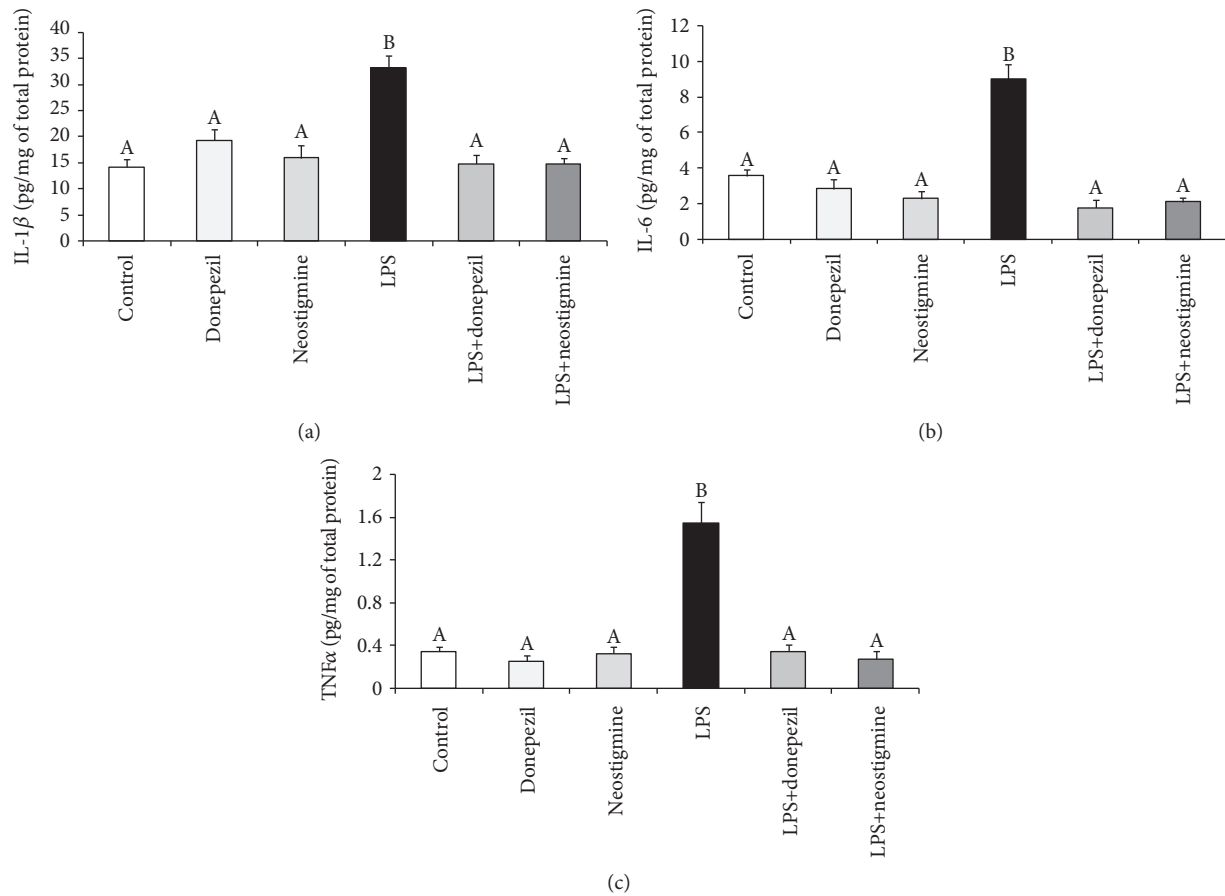 IL-1β (pg/mg of total protein)
40
35
30
25
20
15
10
5
0
A
A
A
B
A
A
Control
Donepezil
Neostigmine
LPS
LPS+donepezil
LPS+neostigmine
(a)
IL-6 (pg/mg of total protein)
12
10
8
6
4
2
0
A
A
A
B
A
A
Control
Donepezil
Neostigmine
LPS
LPS+donepezil
LPS+neostigmine
(b)
TNFα (pg/mg of total protein)
2
1.6
1.2
0.8
0.4
0
A
A
A
B
A
A
Control
Donepezil
Neostigmine
LPS
LPS+donepezil
LPS+neostigmine
(c)